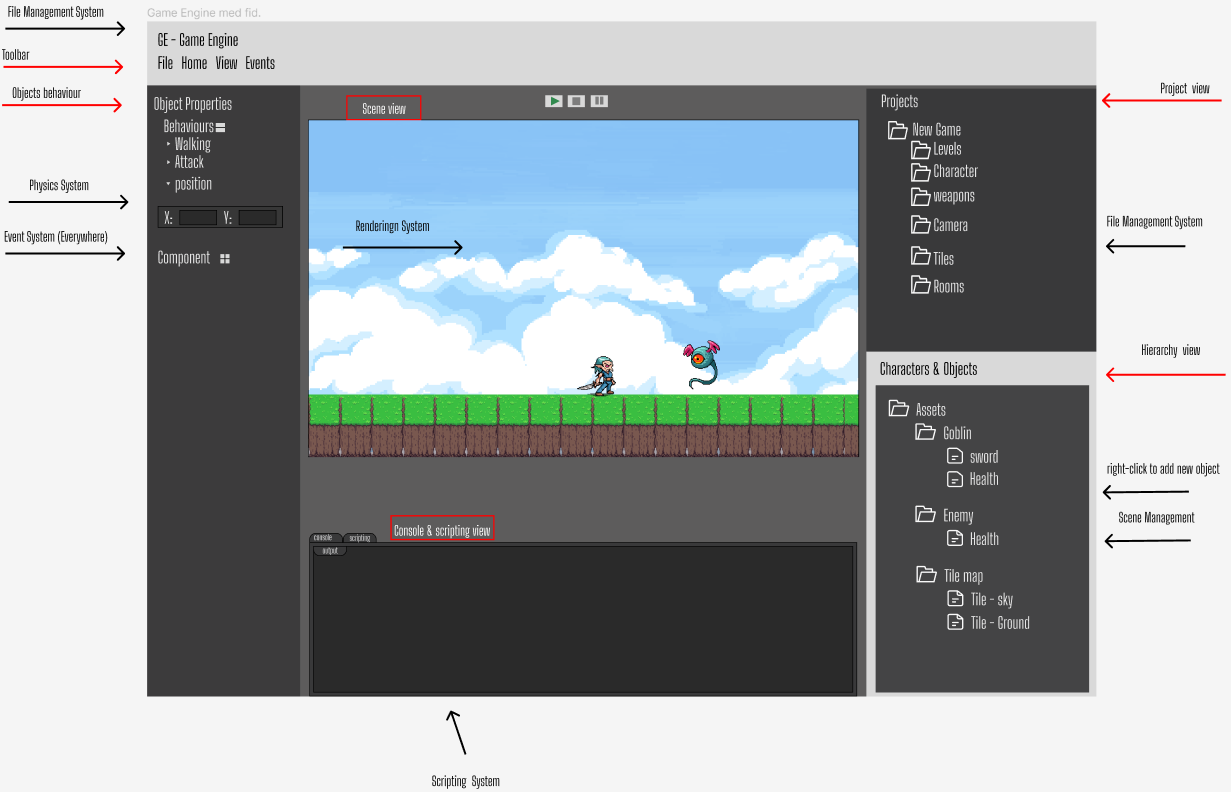 Game Engine med fid.
File Management System
Toolbar
Objects behaviour
Physics System
Event System (Everywhere)
GE - Game Engine
File Home View Events
Object Properties
Behaviours
Walking
Attack
position
X: Y:
Component
Scene view
Renderingn System
Console & scripting view
console scripting
output
Scripting System
Projects
New Game
Levels
Character
weapons
Camera
Tiles
Rooms
Characters & Objects
Assets
Goblin
sword
Health
Enemy
Health
Tile map
Tile - sky
Tile - Ground
Project view
File Management System
Hierarchy view
right-click to add new object
Scene Management